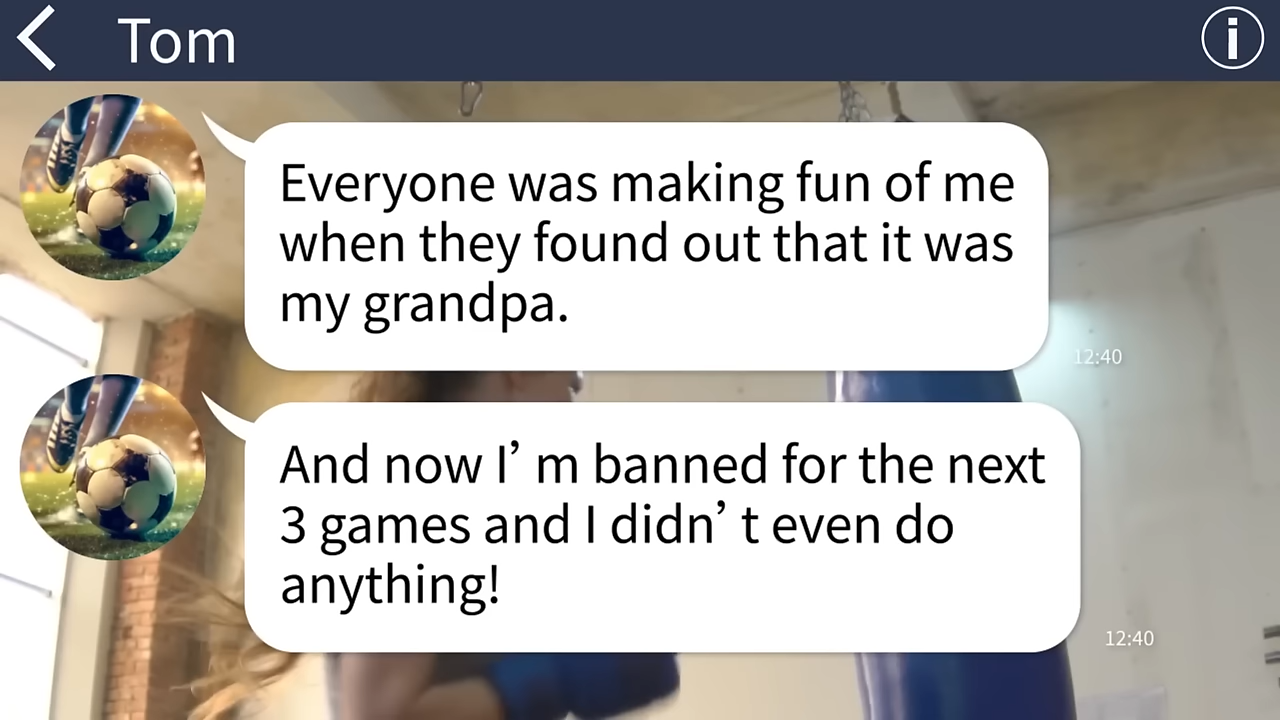 Tom
Everyone was making fun of me
when they found out that it was
my grandpa.
12:40
And now I’ m banned for the next
3 games and I didn’ t even do
anything!
12:40